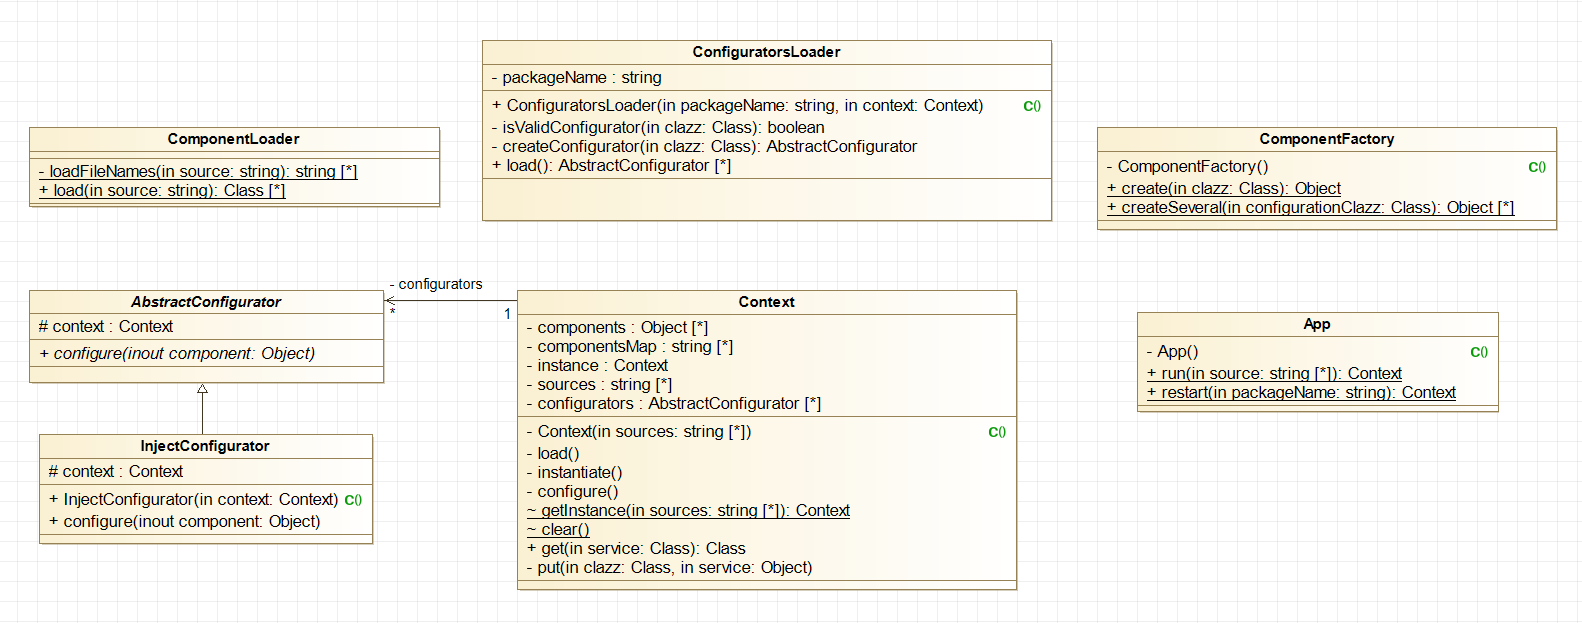 ConfiguratorsLoader
- packageName : string
+ ConfiguratorsLoader(in packageName: string, in context: Context) C()
- isValidConfigurator(in clazz: Class): boolean
- createConfigurator(in clazz: Class): AbstractConfigurator
+ load(): AbstractConfigurator [*]
ComponentLoader
- loadFileNames(in source: string): string [*]
+ load(in source: string): Class [*]
ComponentFactory
- ComponentFactory() C()
+ create(in clazz: Class): Object
+ createSeveral(in configurationClazz: Class): Object [*]
AbstractConfigurator
# context : Context
+ configure(inout component: Object)
- configurators
*
1
Context
- components : Object [*]
- componentsMap : string [*]
- instance : Context
- sources : string [*]
- configurators : AbstractConfigurator [*]
- Context(in sources: string [*]) C()
- load()
- instantiate()
- configure()
~ getInstance(in sources: string [*]): Context
~ clear()
+ get(in service: Class): Class
- put(in clazz: Class, in service: Object)
App
- App() C()
+ run(in source: string [*]): Context
+ restart(in packageName: string): Context
InjectConfigurator
# context : Context
+ InjectConfigurator(in context: Context) C()
+ configure(inout component: Object)